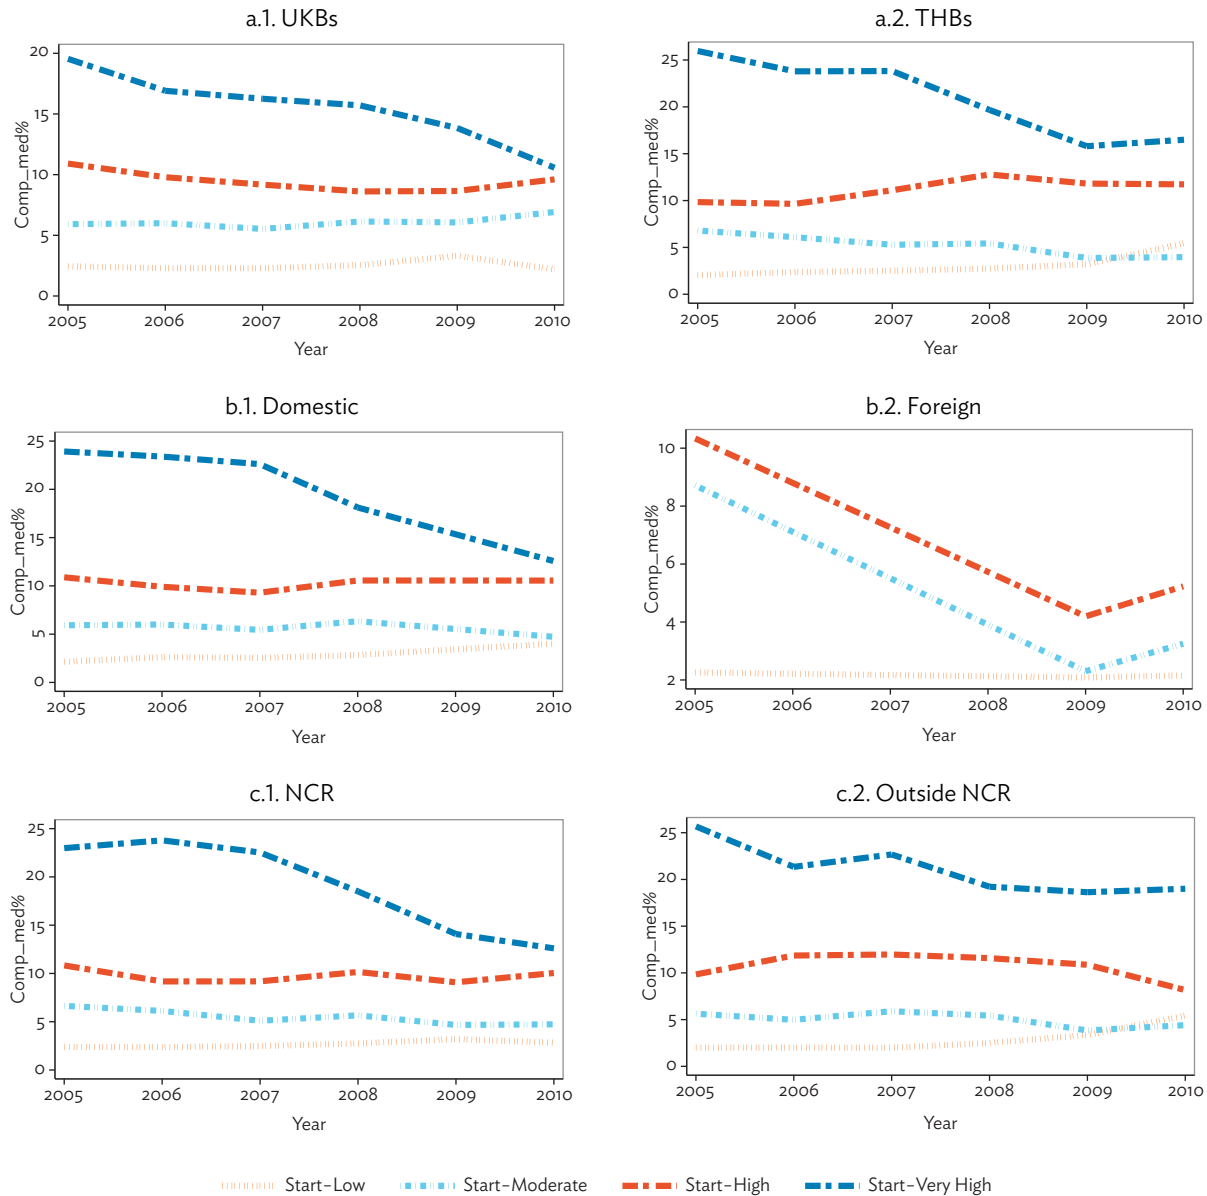 a.1. UKBs
Comp_med%
20
15
10
5
0
2005 2006 2007 2008 2009 2010
Year
a.2. THBs
Comp_med%
25
20
15
10
5
0
2005 2006 2007 2008 2009 2010
Year
b.1. Domestic
Comp_med%
25
20
15
10
5
0
2005 2006 2007 2008 2009 2010
Year
b.2. Foreign
Comp_med%
10
8
6
4
2
2005 2006 2007 2008 2009 2010
Year
c.1. NCR
Comp_med%
25
20
15
10
5
0
2005 2006 2007 2008 2009 2010
Year
c.2. Outside NCR
Comp_med%
25
20
15
10
5
0
2005 2006 2007 2008 2009 2010
Year
Start–Low Start–Moderate Start–High Start–Very High